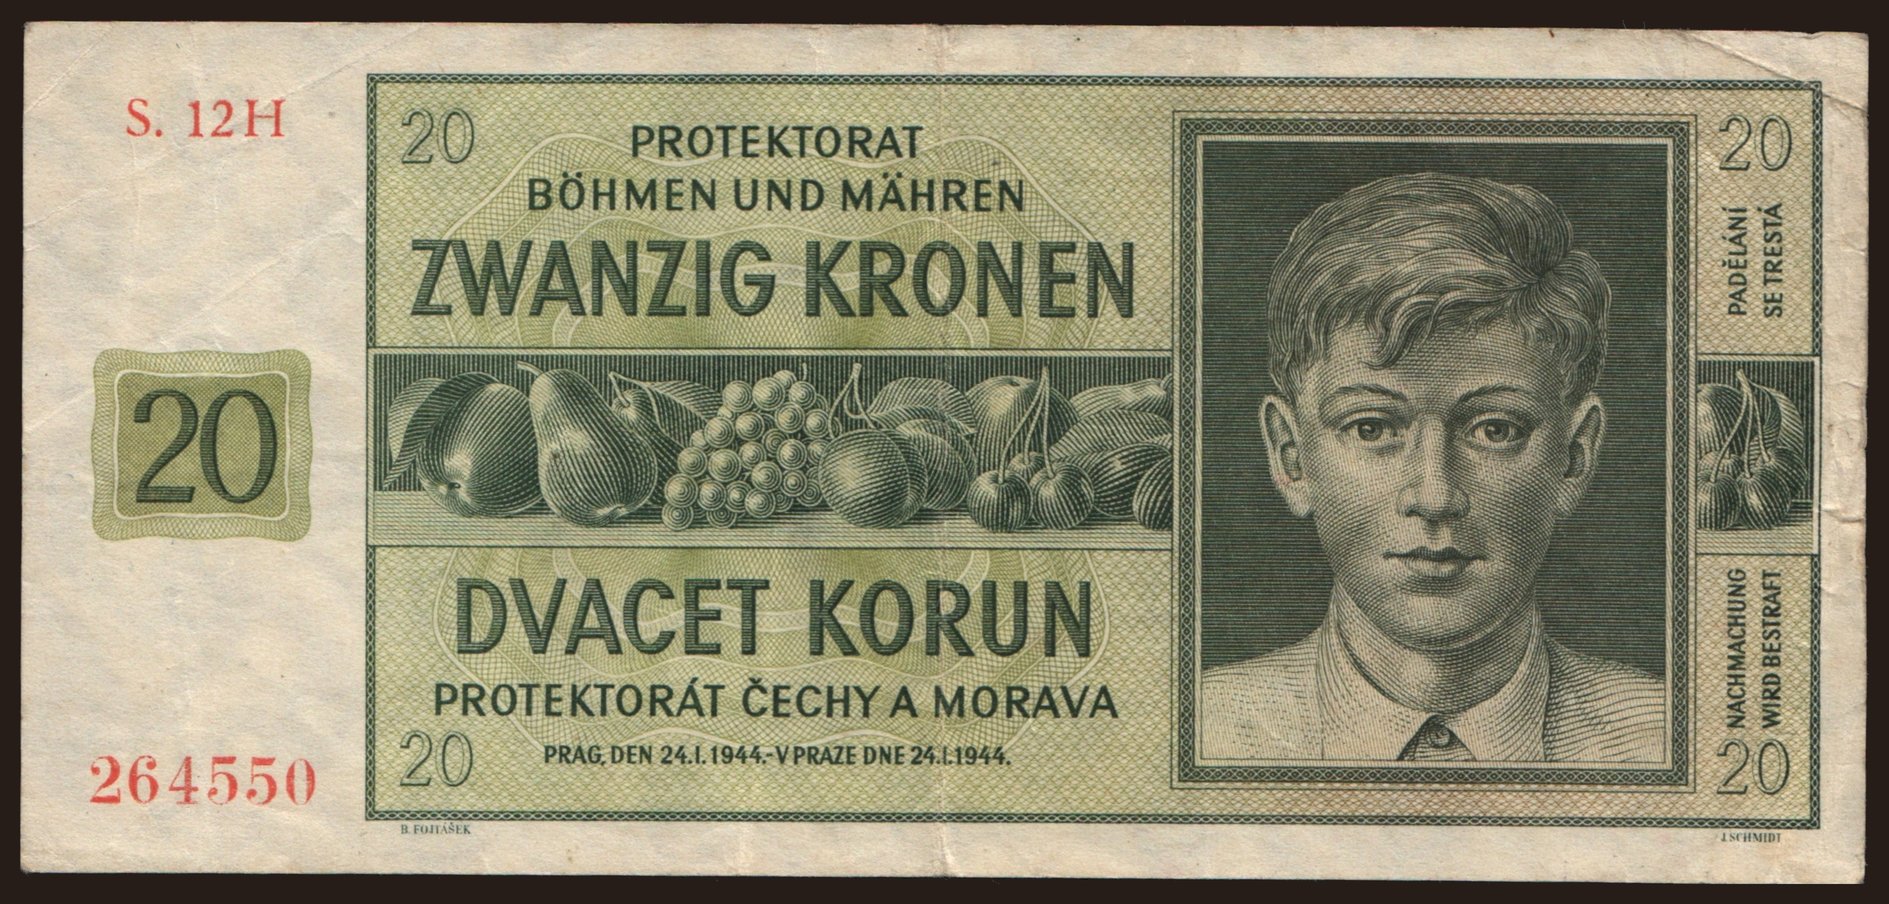 S. 12H
20
PROTEKTORAT
BÖHMEN UND MÄHREN
ZWANZIG KRONEN
20
DVACET KORUN
PROTEKTORÁT ČECHY A MORAVA
20
PRAG, DEN 24.I.1944.-V PRAZE DNE 24.I.1944.
264550
B. FOJTÁŠEK
20
PADĚLÁNÍ
SE TRESTÁ
NACHMACHUNG
WIRD BESTRAFT
20
J.SCHMIDT